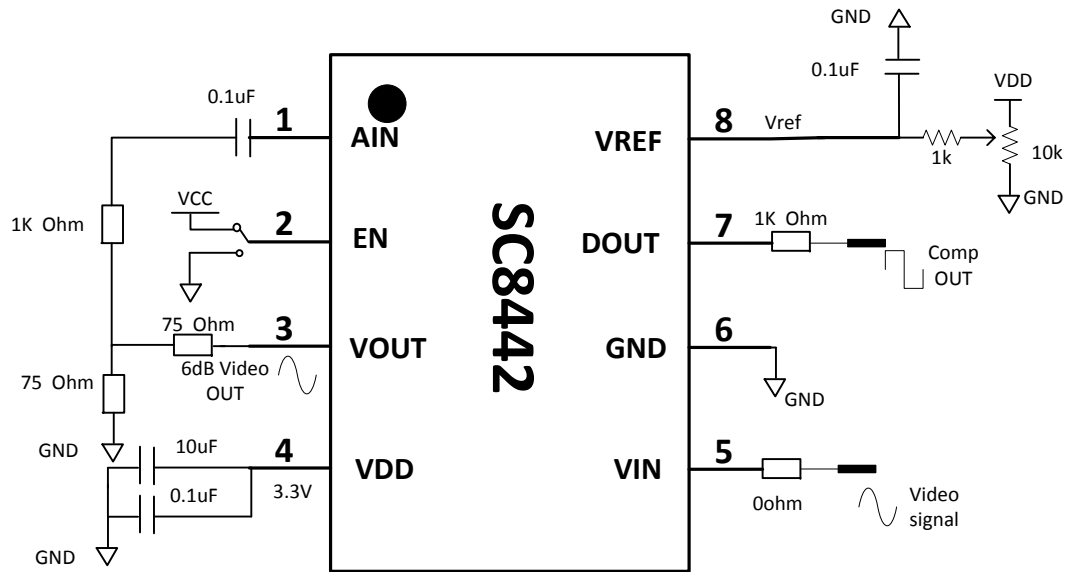 GND
0.1uF
VDD
0.1uF
1
AIN
VREF
8
Vref
1k
10k
GND
VCC
1K Ohm
2
EN
SC8442
DOUT
7
1K Ohm
Comp
OUT
75 Ohm
3
VOUT
6dB Video
OUT
GND
6
GND
75 Ohm
GND
10uF
4
VDD
3.3V
0.1uF
GND
VIN
5
0ohm
Video
signal